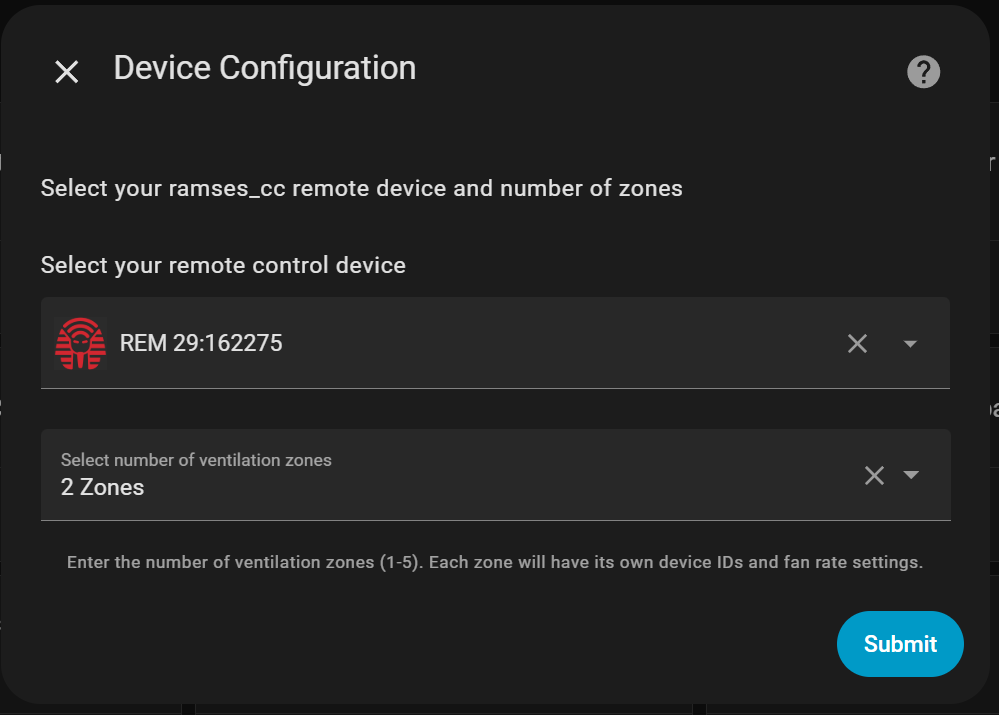 Device Configuration
Select your ramses_cc remote device and number of zones
Select your remote control device
REM 29:162275
Select number of ventilation zones
2 Zones
Enter the number of ventilation zones (1-5). Each zone will have its own device IDs and fan rate settings.
Submit